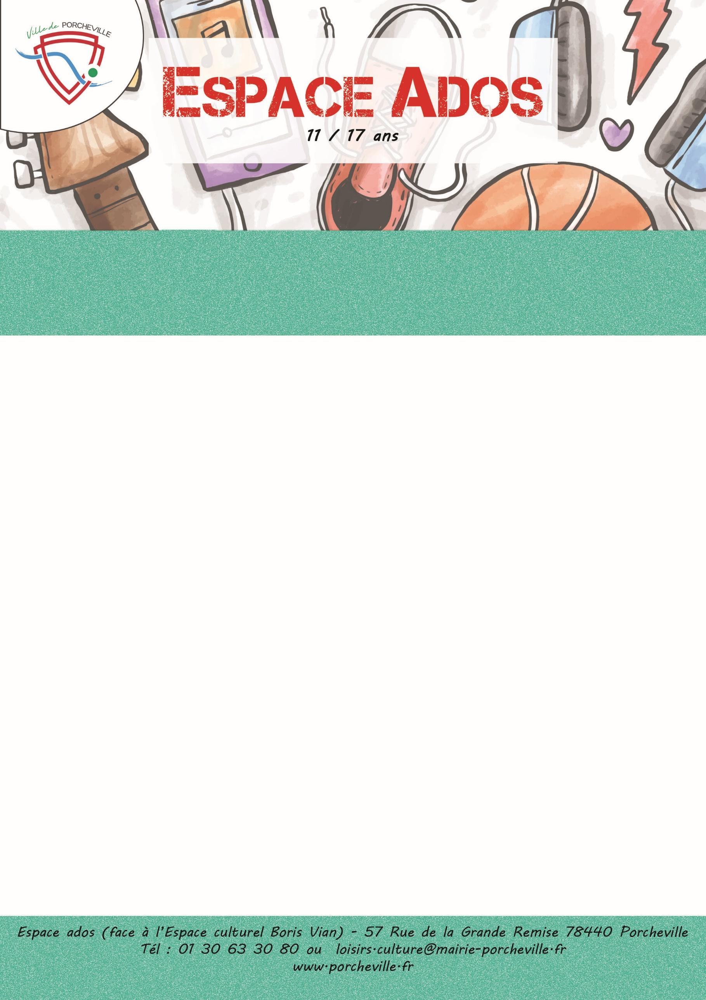 Ville de PORCHEVILLE
ESPACE ADOS
11 / 17 ans
Espace ados (face à l'Espace culturel Boris Vian) - 57 Rue de la Grande Remise 78440 Porcheville
Tél : 01 30 63 30 80 ou loisirs.culture@mairie-porcheville.fr
www.porcheville.fr